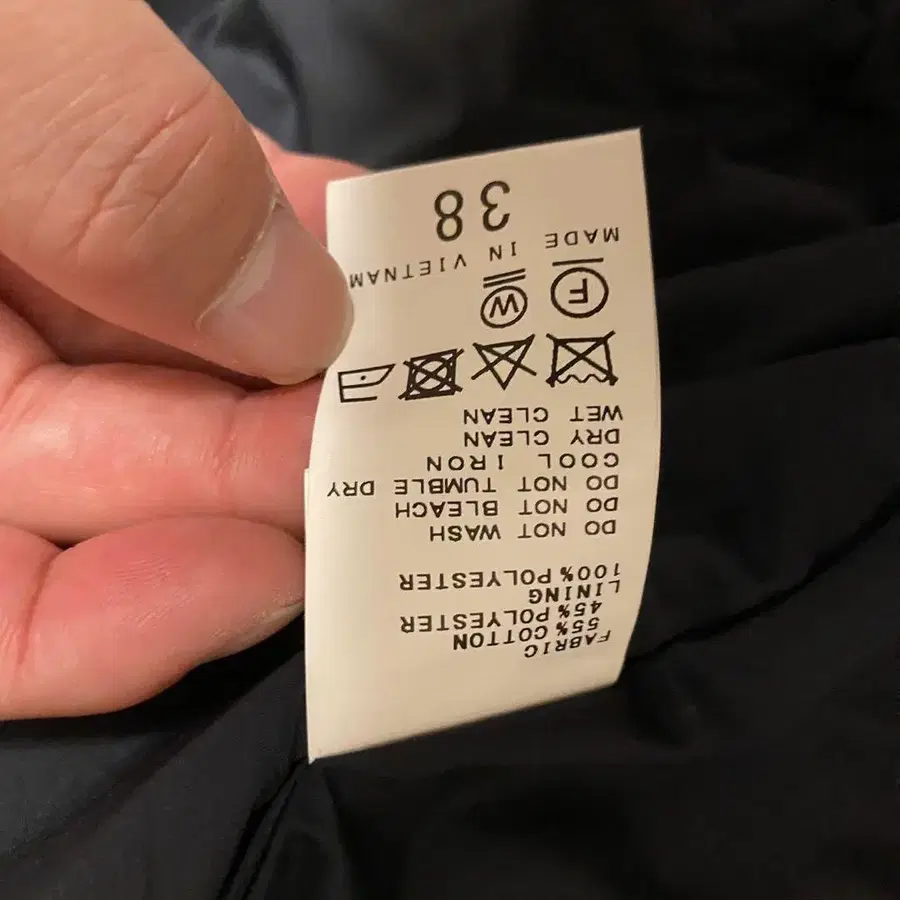 FABRIC
55% COTTON
45% POLYESTER
LINING
100% POLYESTER
DO NOT WASH
DO NOT BLEACH
DO NOT TUMBLE DRY
COOL IRON
DRY CLEAN
WET CLEAN
F W
MADE IN VIETNAM
38